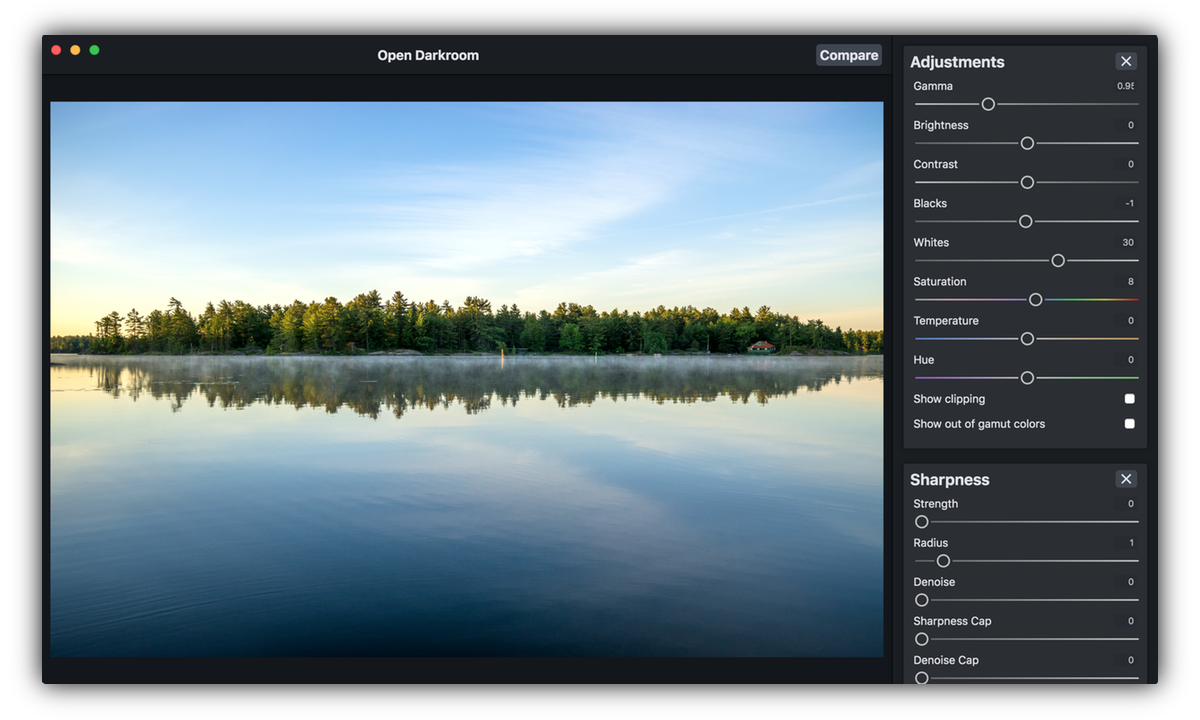 Open Darkroom
Compare
Adjustments
Gamma 0.95
Brightness 0
Contrast 0
Blacks -1
Whites 30
Saturation 8
Temperature 0
Hue 0
Show clipping
Show out of gamut colors
Sharpness
Strength 0
Radius 1
Denoise 0
Sharpness Cap 0
Denoise Cap 0